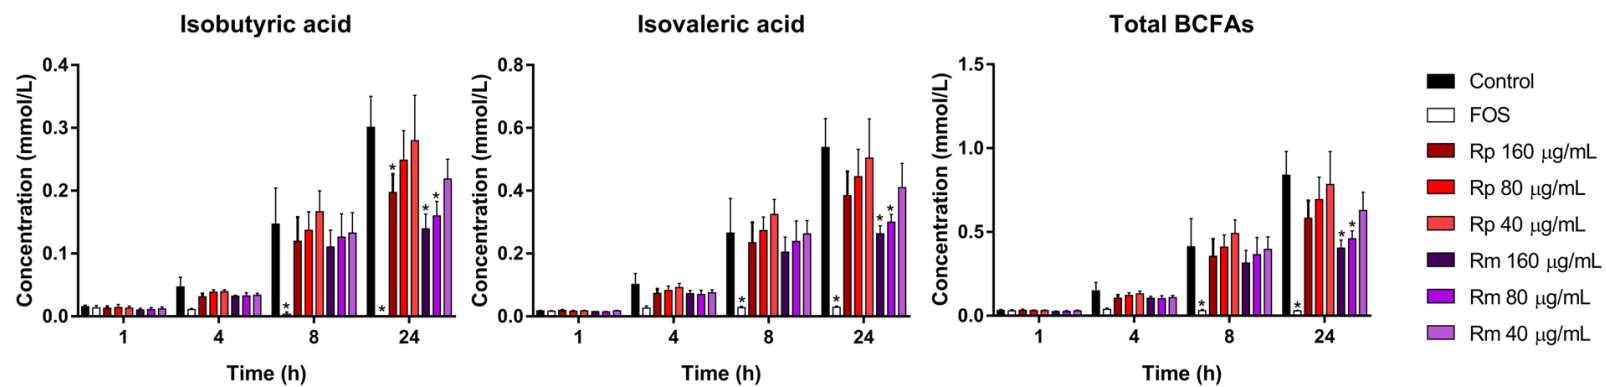 Isobutyric acid
Concentration (mmol/L)
0.4
0.3
0.2
0.1
0.0
*
*
*
*
*
1 4 8 24
Time (h)
Isovaleric acid
Concentration (mmol/L)
0.8
0.6
0.4
0.2
0.0
*
*
*
*
1 4 8 24
Time (h)
Total BCFAs
Concentration (mmol/L)
1.5
1.0
0.5
0.0
*
*
*
*
1 4 8 24
Time (h)
Control
FOS
Rp 160 μg/mL
Rp 80 μg/mL
Rp 40 μg/mL
Rm 160 μg/mL
Rm 80 μg/mL
Rm 40 μg/mL